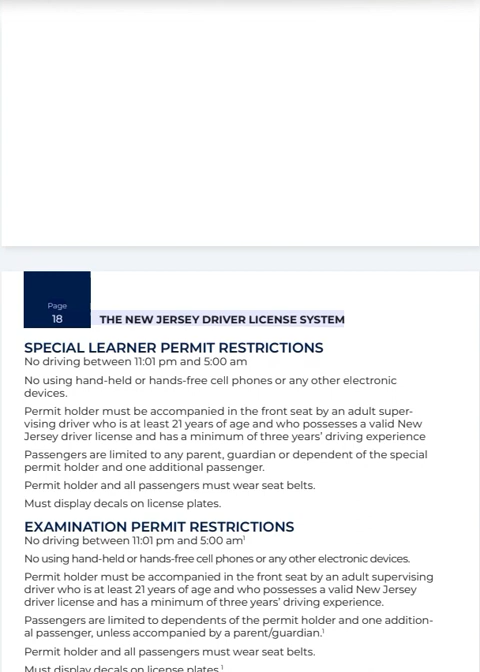 Page
18
THE NEW JERSEY DRIVER LICENSE SYSTEM
SPECIAL LEARNER PERMIT RESTRICTIONS
No driving between 11:01 pm and 5:00 am
No using hand-held or hands-free cell phones or any other electronic
devices.
Permit holder must be accompanied in the front seat by an adult super-
vising driver who is at least 21 years of age and who possesses a valid New
Jersey driver license and has a minimum of three years’ driving experience
Passengers are limited to any parent, guardian or dependent of the special
permit holder and one additional passenger.
Permit holder and all passengers must wear seat belts.
Must display decals on license plates.
EXAMINATION PERMIT RESTRICTIONS
No driving between 11:01 pm and 5:00 am¹
No using hand-held or hands-free cell phones or any other electronic devices.
Permit holder must be accompanied in the front seat by an adult supervising
driver who is at least 21 years of age and who possesses a valid New Jersey
driver license and has a minimum of three years’ driving experience.
Passengers are limited to dependents of the permit holder and one addition-
al passenger, unless accompanied by a parent/guardian.¹
Permit holder and all passengers must wear seat belts.
Must display decals on license plates.¹